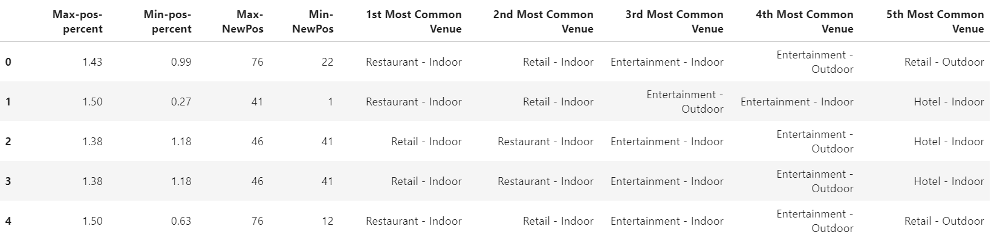 Max-pos-percent Min-pos-percent Max-NewPos Min-NewPos 1st Most Common Venue 2nd Most Common Venue 3rd Most Common Venue 4th Most Common Venue 5th Most Common Venue
0 1.43 0.99 76 22 Restaurant - Indoor Retail - Indoor Entertainment - Indoor Entertainment - Outdoor Retail - Outdoor
1 1.50 0.27 41 1 Restaurant - Indoor Retail - Indoor Entertainment - Outdoor Entertainment - Indoor Hotel - Indoor
2 1.38 1.18 46 41 Retail - Indoor Restaurant - Indoor Entertainment - Indoor Entertainment - Outdoor Hotel - Indoor
3 1.38 1.18 46 41 Retail - Indoor Restaurant - Indoor Entertainment - Indoor Entertainment - Outdoor Hotel - Indoor
4 1.50 0.63 76 12 Restaurant - Indoor Retail - Indoor Entertainment - Indoor Entertainment - Outdoor Retail - Outdoor